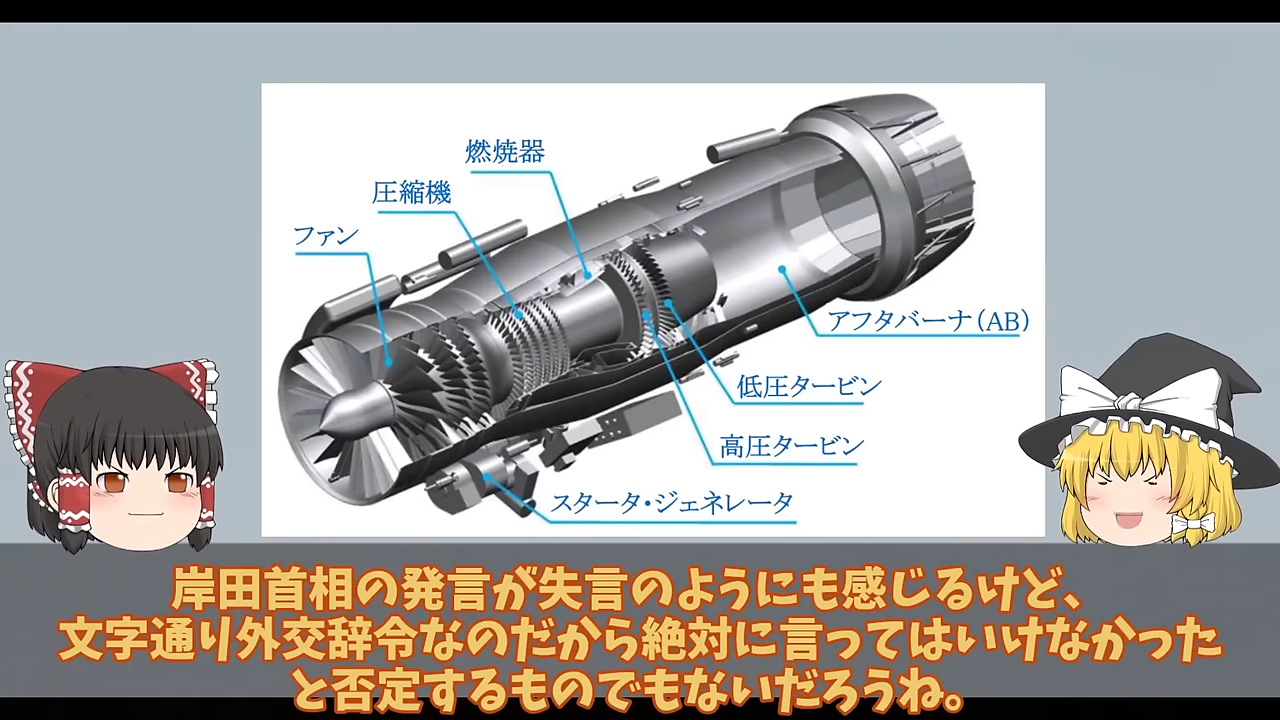 燃焼器
圧縮機
ファン
アフタバーナ(AB)
低圧タービン
高圧タービン
スタータ・ジェネレータ
岸田首相の発言が失言のようにも感じるけど、
文字通り外交辞令なのだから絶対に言ってはいけなかった
と否定するものでもないだろうね。